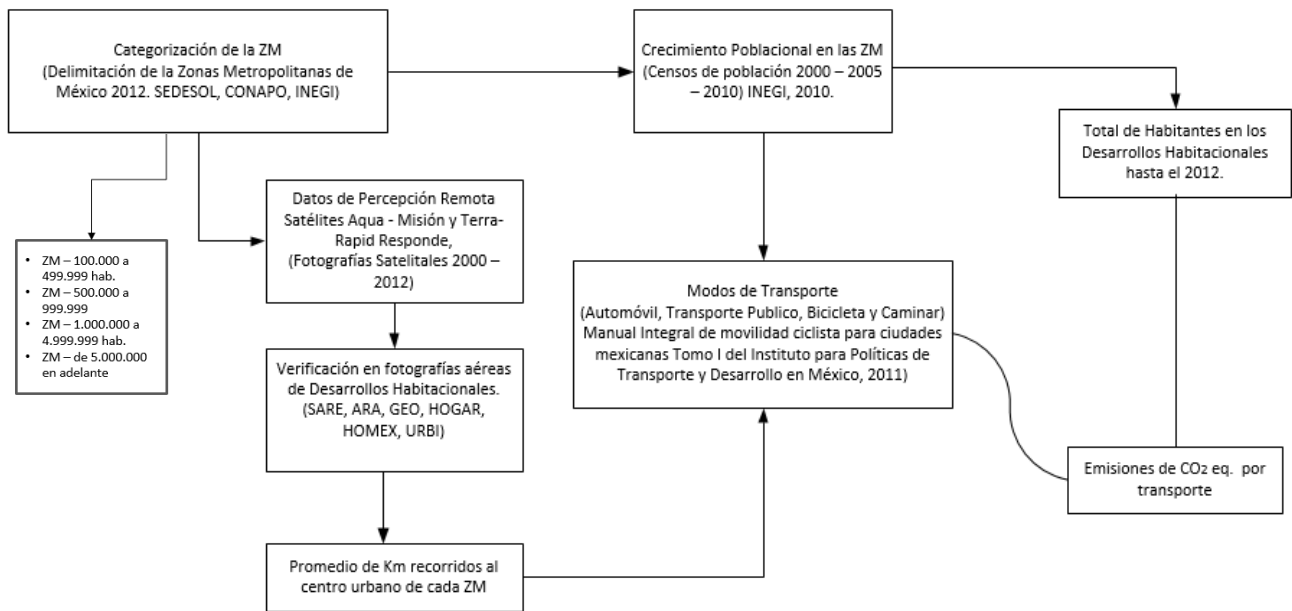 Categorización de la ZM
(Delimitación de la Zonas Metropolitanas de
México 2012. SEDESOL, CONAPO, INEGI)
Crecimiento Poblacional en las ZM
(Censos de población 2000 – 2005
– 2010) INEGI, 2010.
Total de Habitantes en los
Desarrollos Habitacionales
hasta el 2012.
Datos de Percepción Remota
Satélites Aqua - Misión y Terra-
Rapid Responde,
(Fotografías Satelitales 2000 –
2012)
• ZM – 100.000 a
499.999 hab.
• ZM – 500.000 a
999.999
• ZM – 1.000.000 a
4.999.999 hab.
• ZM – de 5.000.000
en adelante
Modos de Transporte
(Automóvil, Transporte Publico, Bicicleta y Caminar)
Manual Integral de movilidad ciclista para ciudades
mexicanas Tomo I del Instituto para Políticas de
Transporte y Desarrollo en México, 2011)
Verificación en fotografías aéreas
de Desarrollos Habitacionales.
(SARE, ARA, GEO, HOGAR,
HOMEX, URBI)
Emisiones de CO2 eq. por
transporte
Promedio de Km recorridos al
centro urbano de cada ZM